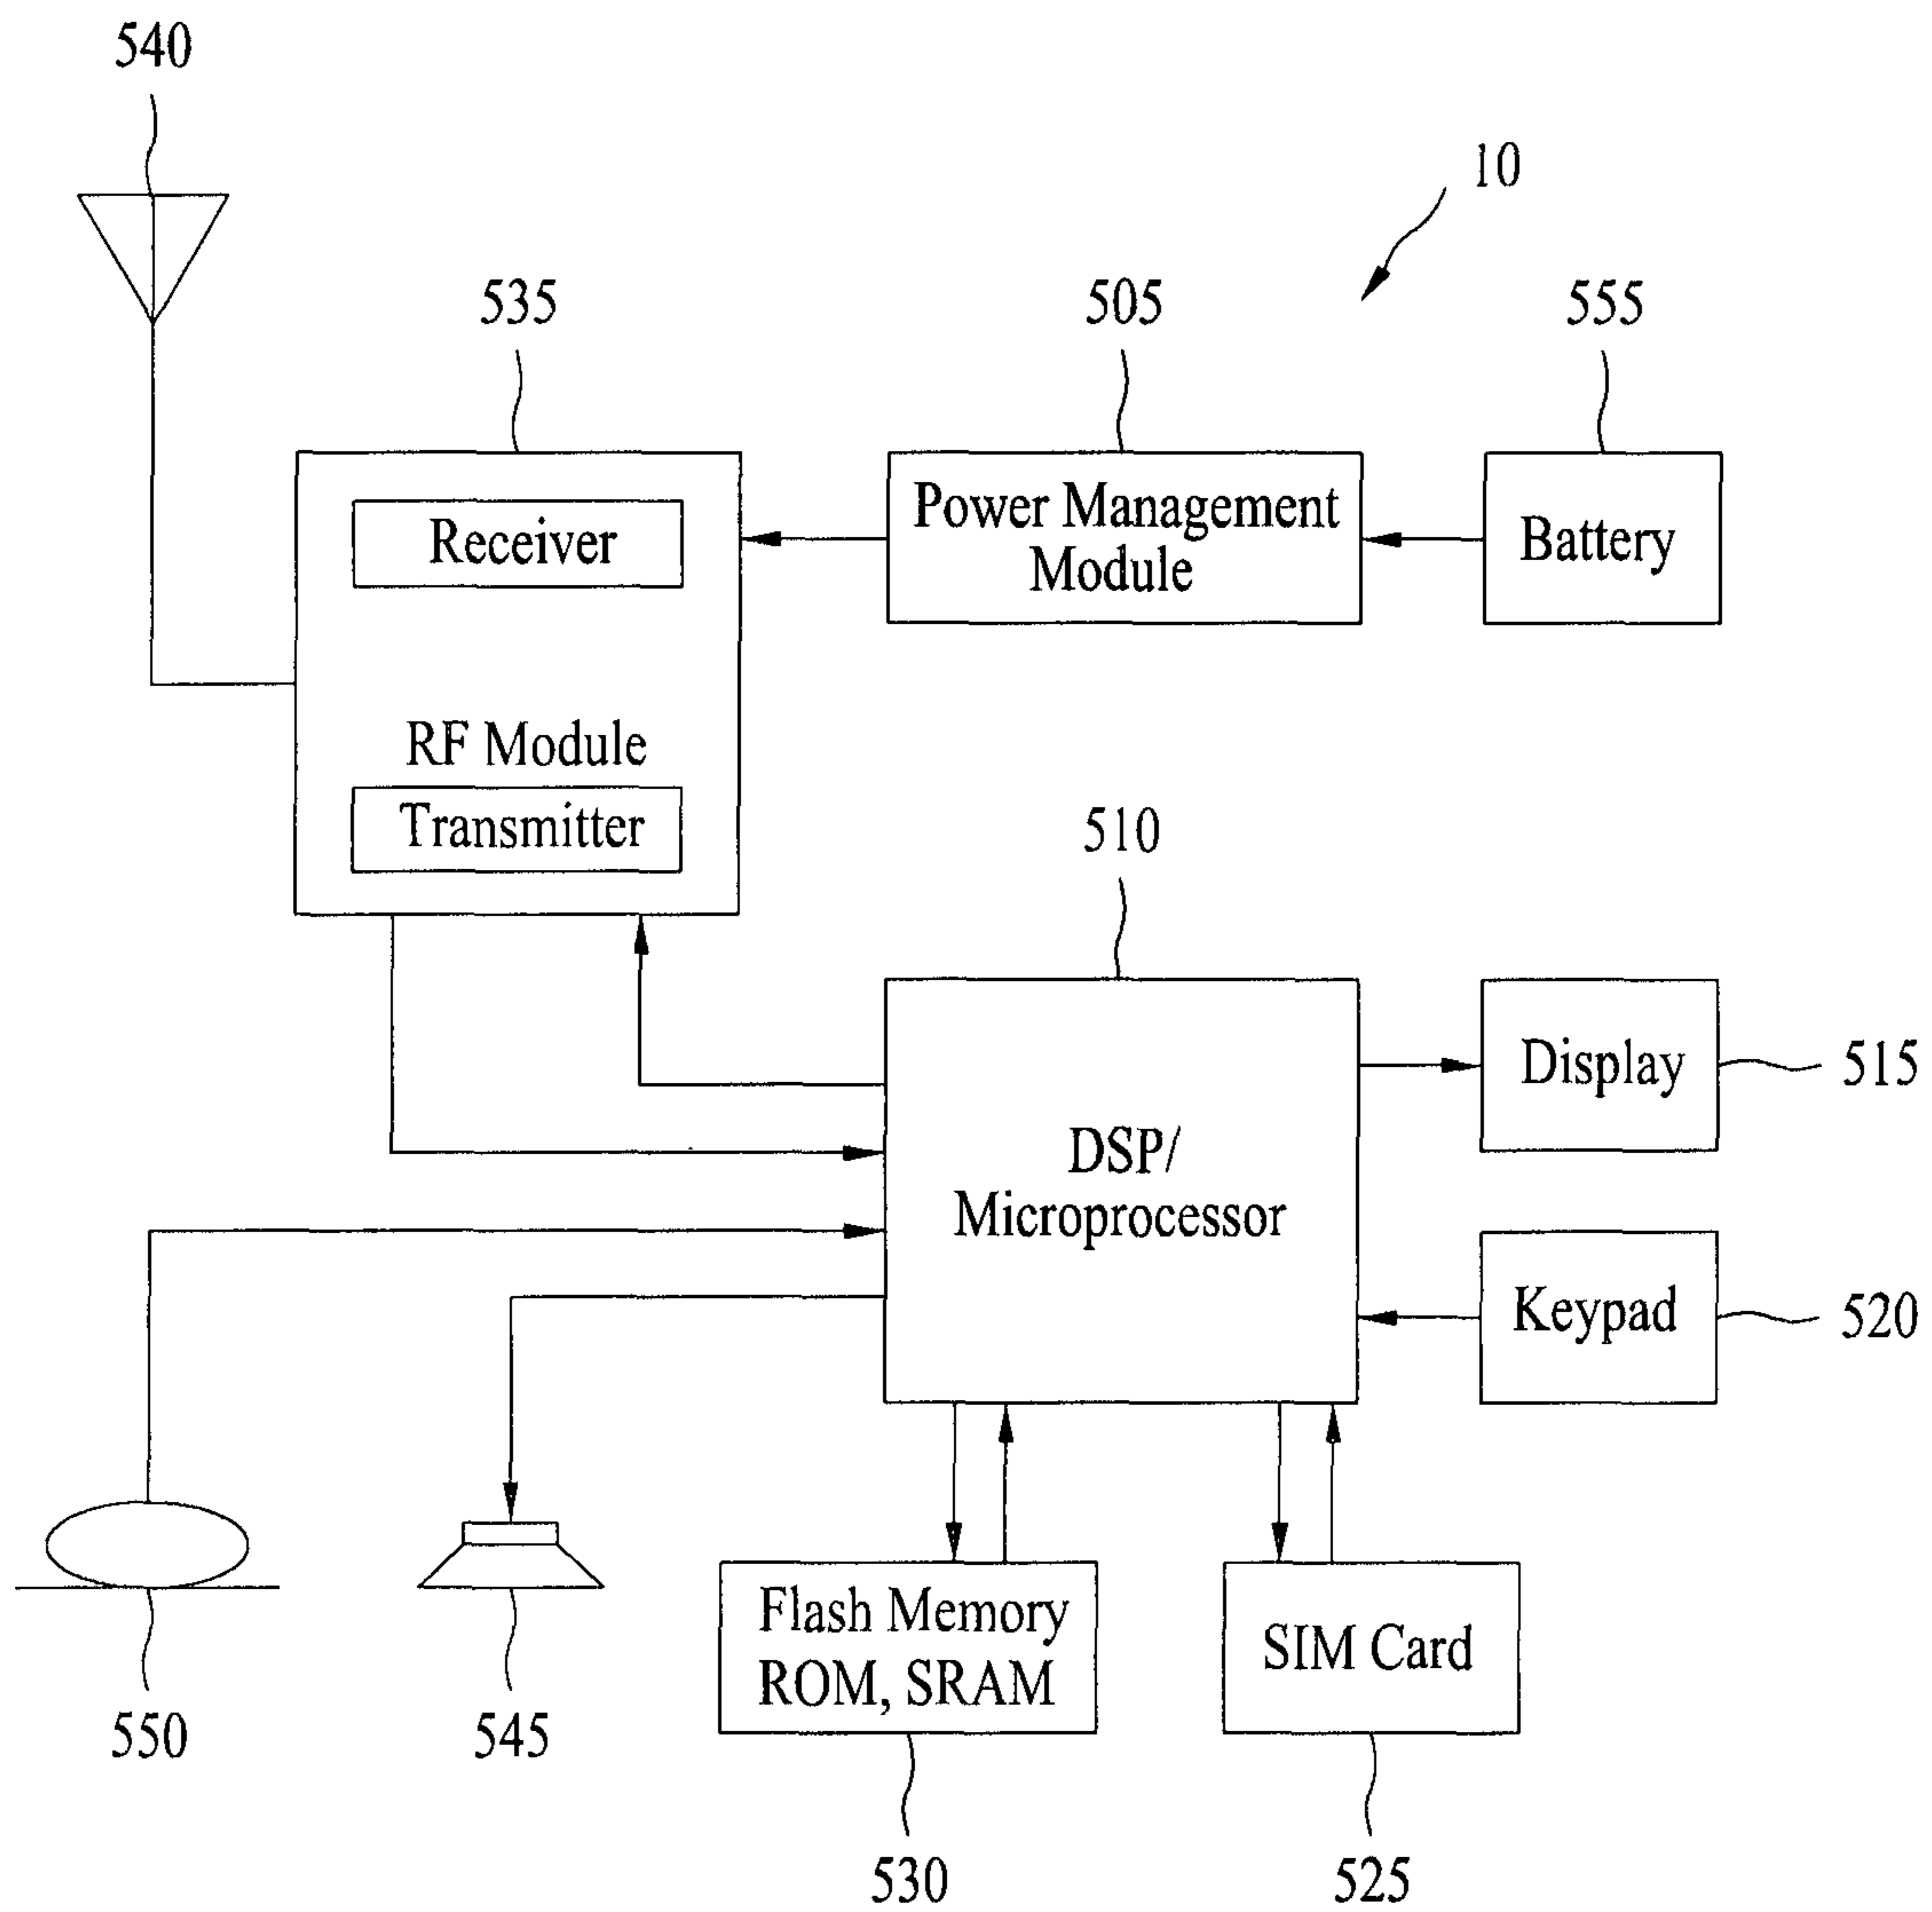 540
10
535
505
555
Receiver
Power Management
Module
Battery
RF Module
Transmitter
510
DSP/
Microprocessor
Display
515
Keypad
520
Flash Memory
ROM, SRAM
SIM Card
550
545
530
525